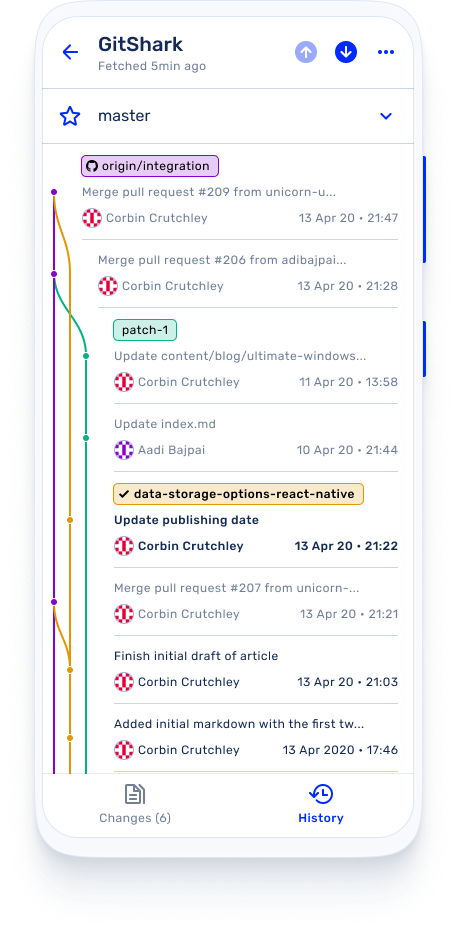 GitShark
Fetched 5min ago
master
origin/integration
Merge pull request #209 from unicorn-u...
Corbin Crutchley 13 Apr 20 • 21:47
Merge pull request #206 from adibajpai...
Corbin Crutchley 13 Apr 20 • 21:28
patch-1
Update content/blog/ultimate-windows...
Corbin Crutchley 11 Apr 20 • 13:58
Update index.md
Aadi Bajpai 10 Apr 20 • 21:44
data-storage-options-react-native
Update publishing date
Corbin Crutchley 13 Apr 20 • 21:22
Merge pull request #207 from unicorn-...
Corbin Crutchley 13 Apr 20 • 21:21
Finish initial draft of article
Corbin Crutchley 13 Apr 20 • 21:03
Added initial markdown with the first tw...
Corbin Crutchley 13 Apr 2020 • 17:46
Changes (6) History